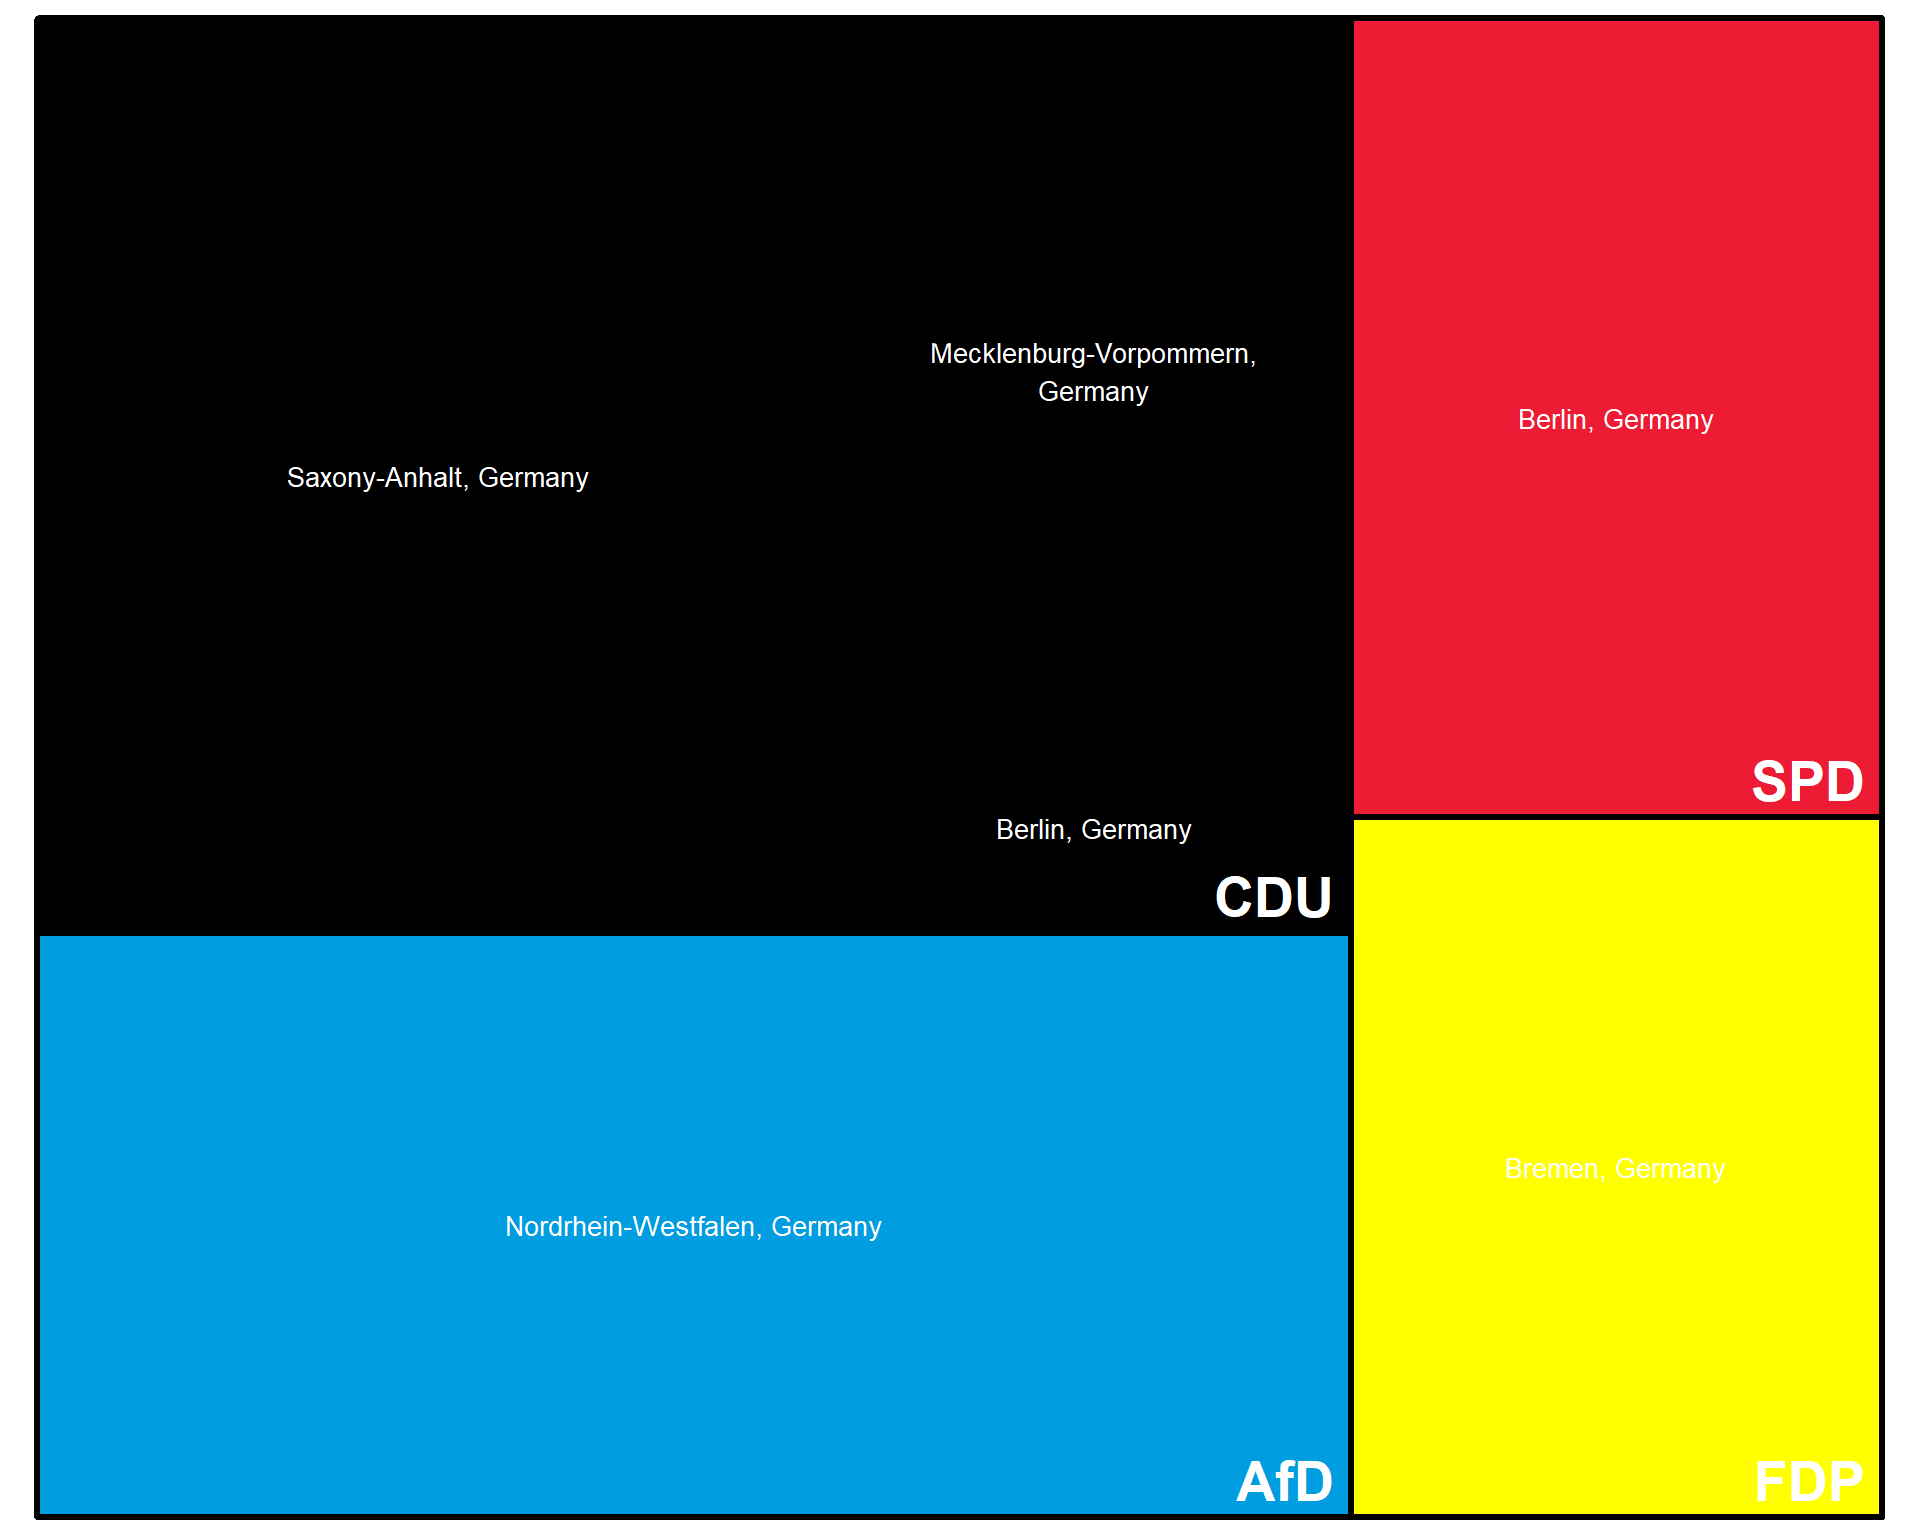 Mecklenburg-Vorpommern,
Germany
Saxony-Anhalt, Germany
Berlin, Germany
CDU
Berlin, Germany
SPD
Nordrhein-Westfalen, Germany
AfD
Bremen, Germany
FDP